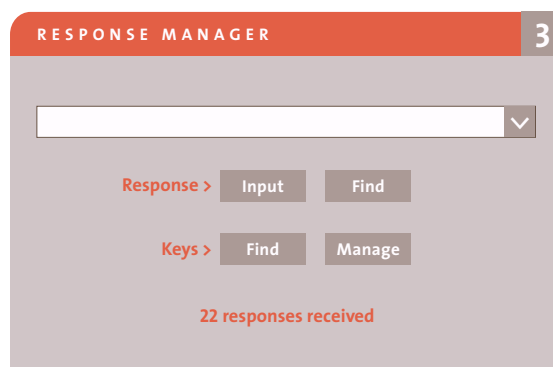 RESPONSE MANAGER 3
Response > Input Find
Keys > Find Manage
22 responses received